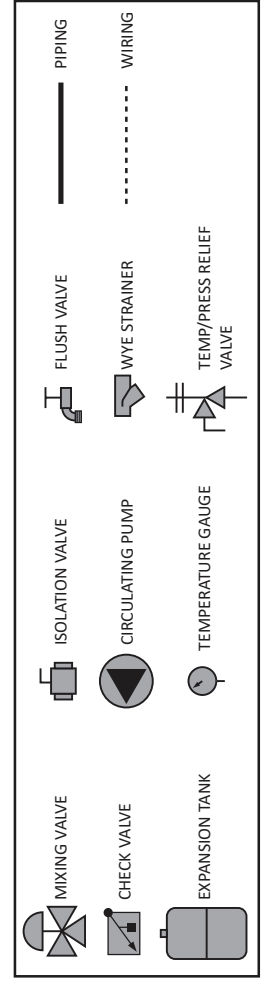 MIXING VALVE
ISOLATION VALVE
FLUSH VALVE
PIPING
CHECK VALVE
CIRCULATING PUMP
WYE STRAINER
WIRING
EXPANSION TANK
TEMPERATURE GAUGE
TEMP/PRESS RELIEF
VALVE